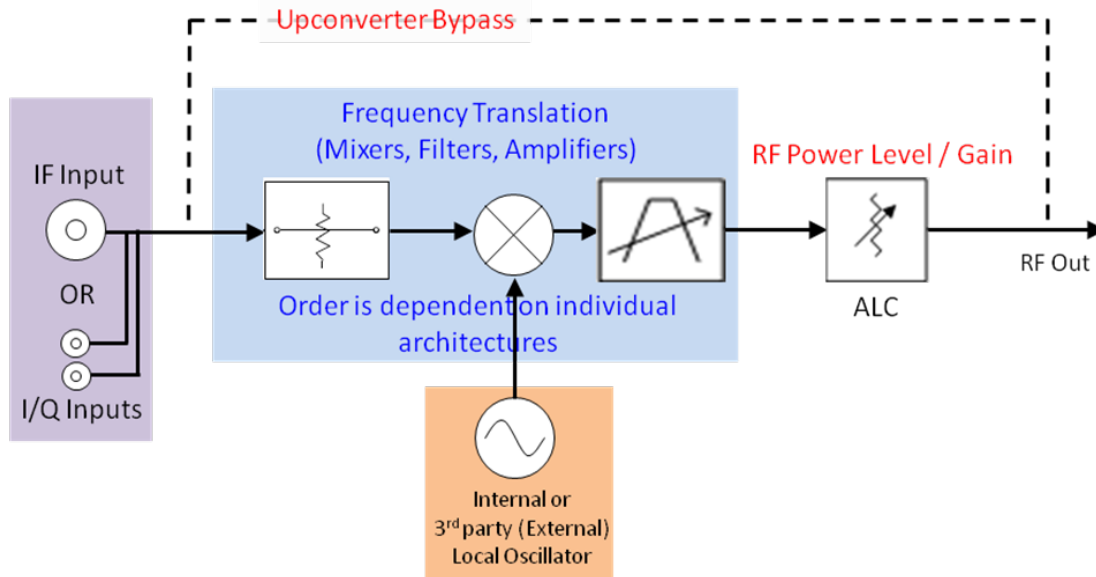 Upconverter Bypass
Frequency Translation
(Mixers, Filters, Amplifiers)
RF Power Level / Gain
IF Input
OR
I/Q Inputs
RF Out
ALC
Order is dependent on individual
architectures
Internal or
3rd party (External)
Local Oscillator